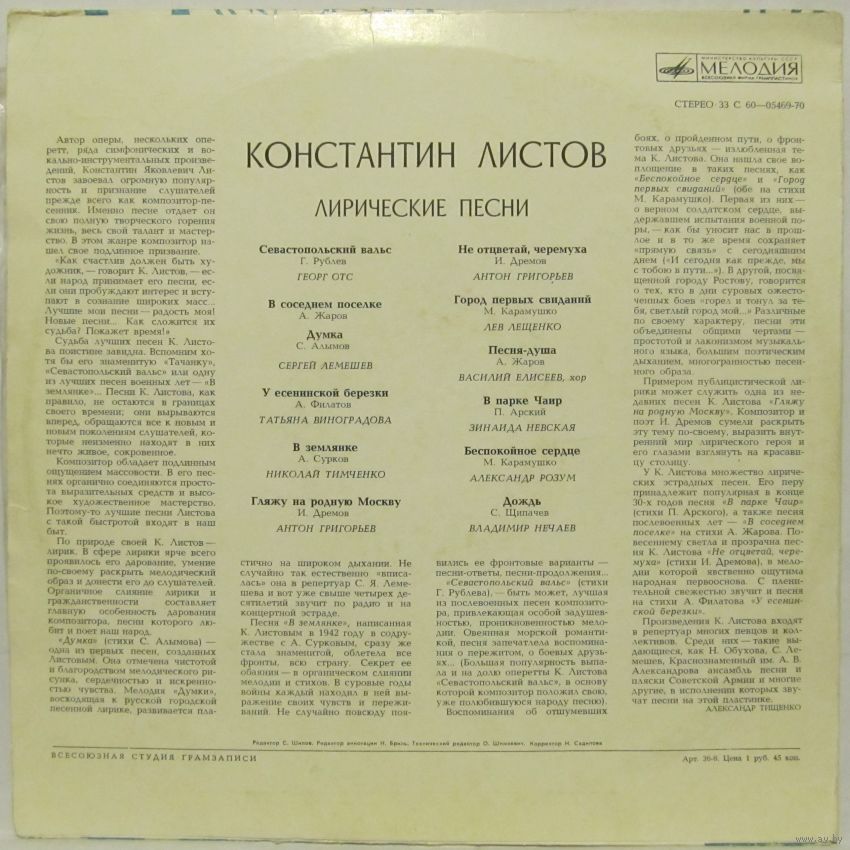 МИНИСТЕРСТВО КУЛЬТУРЫ СССР
МЕЛОДИЯ
ВСЕСОЮЗНАЯ ФИРМА ГРАМПЛАСТИНОК
СТЕРЕО 33 С 60—05469-70
КОНСТАНТИН ЛИСТОВ
ЛИРИЧЕСКИЕ ПЕСНИ
Севастопольский вальс
Г. Рублев
ГЕОРГ ОТС
В соседнем поселке
А. Жаров
Думка
С. Алымов
СЕРГЕЙ ЛЕМЕШЕВ
У есенинской березки
А. Филатов
ТАТЬЯНА ВИНОГРАДОВА
В землянке
А. Сурков
НИКОЛАЙ ТИМЧЕНКО
Гляжу на родную Москву
И. Дремов
АНТОН ГРИГОРЬЕВ
Не отцветай, черемуха
И. Дремов
АНТОН ГРИГОРЬЕВ
Город первых свиданий
М. Карамушко
ЛЕВ ЛЕЩЕНКО
Песня-душа
А. Жаров
ВАСИЛИЙ ЕЛИСЕЕВ, хор
В парке Чаир
П. Арский
ЗИНАИДА НЕВСКАЯ
Беспокойное сердце
М. Карамушко
АЛЕКСАНДР РОЗУМ
Дождь
С. Щипачев
ВЛАДИМИР НЕЧАЕВ
Автор оперы, нескольких опе-
ретт, ряда симфонических и во-
кально-инструментальных произве-
дений, Константин Яковлевич Ли-
стов завоевал огромную популяр-
ность и признание слушателей
прежде всего как композитор-пе-
сенник. Именно песне отдает он
свою полную творческого горения
жизнь, весь свой талант и мастер-
ство. В этом жанре композитор на-
шел свое подлинное призвание.
«Как счастлив должен быть ху-
дожник, — говорит К. Листов, — ес-
ли народ принимает его песни, ес-
ли они пробуждают интерес и всту-
пают в сознание широких масс...
Лучшие мои песни — радость моя!
Новые песни... Как сложится их
судьба? Покажет время!»
Судьба лучших песен К. Листо-
ва поистине завидна. Вспомним хо-
тя бы его знаменитую «Тачанку»,
«Севастопольский вальс» или одну
из лучших песен военных лет — «В
землянке»... Песни К. Листова, как
правило, не остаются в границах
своего времени; они вырываются
вперед, обращаются все к новым и
новым поколениям слушателей, ко-
торые неизменно находят в них
нечто живое, сокровенное.
Композитор обладает подлинным
ощущением массовости. В его пес-
нях органично соединяются просто-
та выразительных средств и высо-
кое художественное мастерство.
Поэтому-то лучшие песни Листова
с такой быстротой входят в наш
быт.
По природе своей К. Листов —
лирик. В сфере лирики ярче всего
проявилось его дарование, умение
по-своему раскрыть мелодический
образ и донести его до слушателей.
Органичное слияние лирики и
гражданственности составляет
главную особенность дарования
композитора, песни которого лю-
бит и поет наш народ.
«Думка» (стихи С. Алымова) —
одна из первых песен, созданных
Листовым. Она отмечена чистотой
и благородством мелодического ри-
сунка, сердечностью и искренно-
стью чувства. Мелодия «Думки»,
восходящая к русской городской
песенной лирике, развивается пла-
стично на широком дыхании. Не
случайно так естественно «вписа-
лась» она в репертуар С. Я. Леме-
шева и вот уже свыше четырех де-
сятилетий звучит по радио и на
концертной эстраде.
Песня «В землянке», написанная
К. Листовым в 1942 году в содру-
жестве с А. Сурковым, сразу же
стала знаменитой, облетела все
фронты, всю страну. Секрет ее
обаяния — в органическом слиянии
мелодии и стихов. В суровые годы
войны каждый находил в ней вы-
ражение своих чувств и пережи-
ваний. Не случайно повсюду поя-
вились ее фронтовые варианты —
песни-ответы, песни-продолжения...
«Севастопольский вальс» (стихи
Г. Рублева), — быть может, лучшая
из послевоенных песен композито-
ра, привлекающая особой задушев-
ностью, проникновенностью мело-
дии. Овеянная морской романти-
кой, песня запечатлела воспомина-
ния о пережитом, о боевых друзь-
ях... (Большая популярность выпа-
ла и на долю оперетты К. Листова
«Севастопольский вальс», в основу
которой композитор положил свою,
уже полюбившуюся народу песню).
Воспоминания об отшумевших
боях, о пройденном пути, о фрон-
товых друзьях — излюбленная те-
ма К. Листова. Она нашла свое во-
площение в таких песнях, как
«Беспокойное сердце» и «Город
первых свиданий» (обе на стихи
М. Карамушко). Первая из них —
о верном солдатском сердце, вы-
державшем испытания военной по-
ры, — как бы уносит нас в прош-
лое и в то же время сохраняет
«прямую связь» с сегодняшним
днем («И сегодня как прежде, мы
с тобою в пути...»). В другой, посвя-
щенной городу Ростову, говорится
о тех, кто в дни суровых ожесто-
ченных боев «горел и тонул за те-
бя, светлый город мой...» Различные
по своему характеру, песни эти
объединены общими чертами —
простотой и лаконизмом музыкаль-
ного языка, большим поэтическим
дыханием, многогранностью песен-
ного образа.
Примером публицистической ли-
рики может служить одна из не-
давних песен К. Листова «Гляжу
на родную Москву». Композитор и
поэт И. Дремов сумели раскрыть
эту тему по-своему, выразить внут-
ренний мир лирического героя и
его глазами взглянуть на красави-
цу столицу.
У К. Листова множество лириче-
ских эстрадных песен. Его перу
принадлежит популярная в конце
30-х годов песня «В парке Чаир»
(стихи П. Арского), а также песня
послевоенных лет — «В соседнем
поселке» на стихи А. Жарова. По-
весеннему светла и прозрачна пес-
ня К. Листова «Не отцветай, чере-
муха» (стихи И. Дремова), в мело-
дии которой явственно ощутима
народная первооснова. С плени-
тельной свежестью звучит и песня
на стихи А. Филатова «У есенин-
ской березки».
Произведения К. Листова входят
в репертуар многих певцов и кол-
лективов. Среди них — такие вы-
дающиеся, как Н. Обухова, С. Ле-
мешев, Краснознаменный им. А. В.
Александрова ансамбль песни и
пляски Советской Армии и многие
другие, в исполнении которых зву-
чат песни на этой пластинке.
АЛЕКСАНДР ТИЩЕНКО
Редактор С. Шилов. Редактор аннотации Н. Брюль. Технический редактор О. Шинкевич. Корректор Н. Садилова
ВСЕСОЮЗНАЯ СТУДИЯ ГРАМЗАПИСИ
Арт. 36-6. Цена 1 руб. 45 коп.
www.ay.by